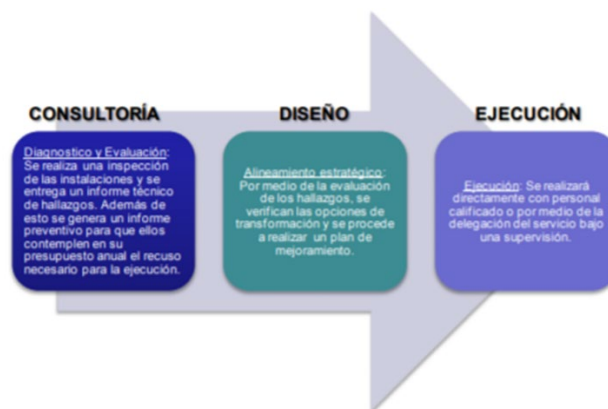 CONSULTORÍA
Diagnostico y Evaluación:
Se realiza una inspección
de las instalaciones y se
entrega un informe técnico
de hallazgos. Además de
esto se genera un informe
preventivo para que ellos
contemplen en su
presupuesto anual el recuso
necesario para la ejecución.
DISEÑO
Alineamiento estratégico:
Por medio de la evaluación
de los hallazgos, se
verifican las opciones de
transformación y se procede
a realizar un plan de
mejoramiento.
EJECUCIÓN
Ejecución: Se realizará
directamente con personal
calificado o por medio de la
delegación del servicio bajo
una supervisión.